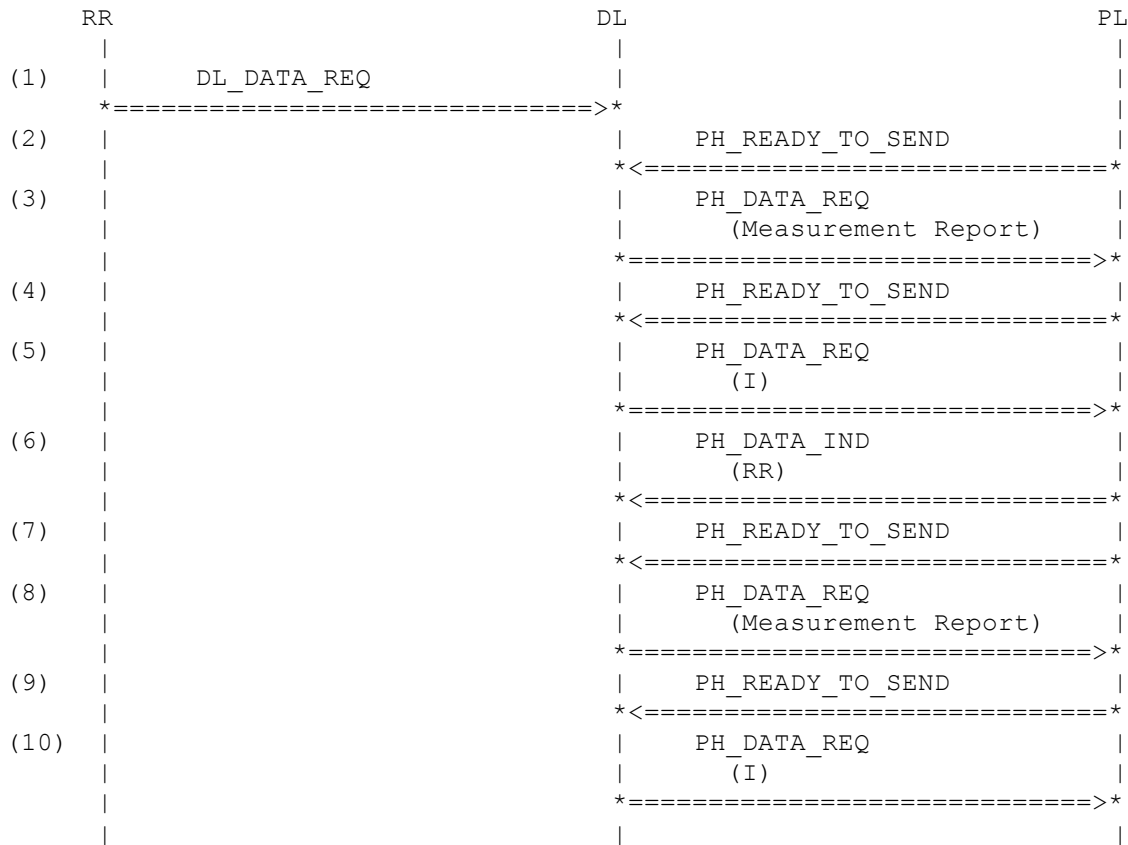 RR DL PL
(1) DL_DATA_REQ
(2) PH_READY_TO_SEND
(3) PH_DATA_REQ
(Measurement Report)
(4) PH_READY_TO_SEND
(5) PH_DATA_REQ
(I)
(6) PH_DATA_IND
(RR)
(7) PH_READY_TO_SEND
(8) PH_DATA_REQ
(Measurement Report)
(9) PH_READY_TO_SEND
(10) PH_DATA_REQ
(I)